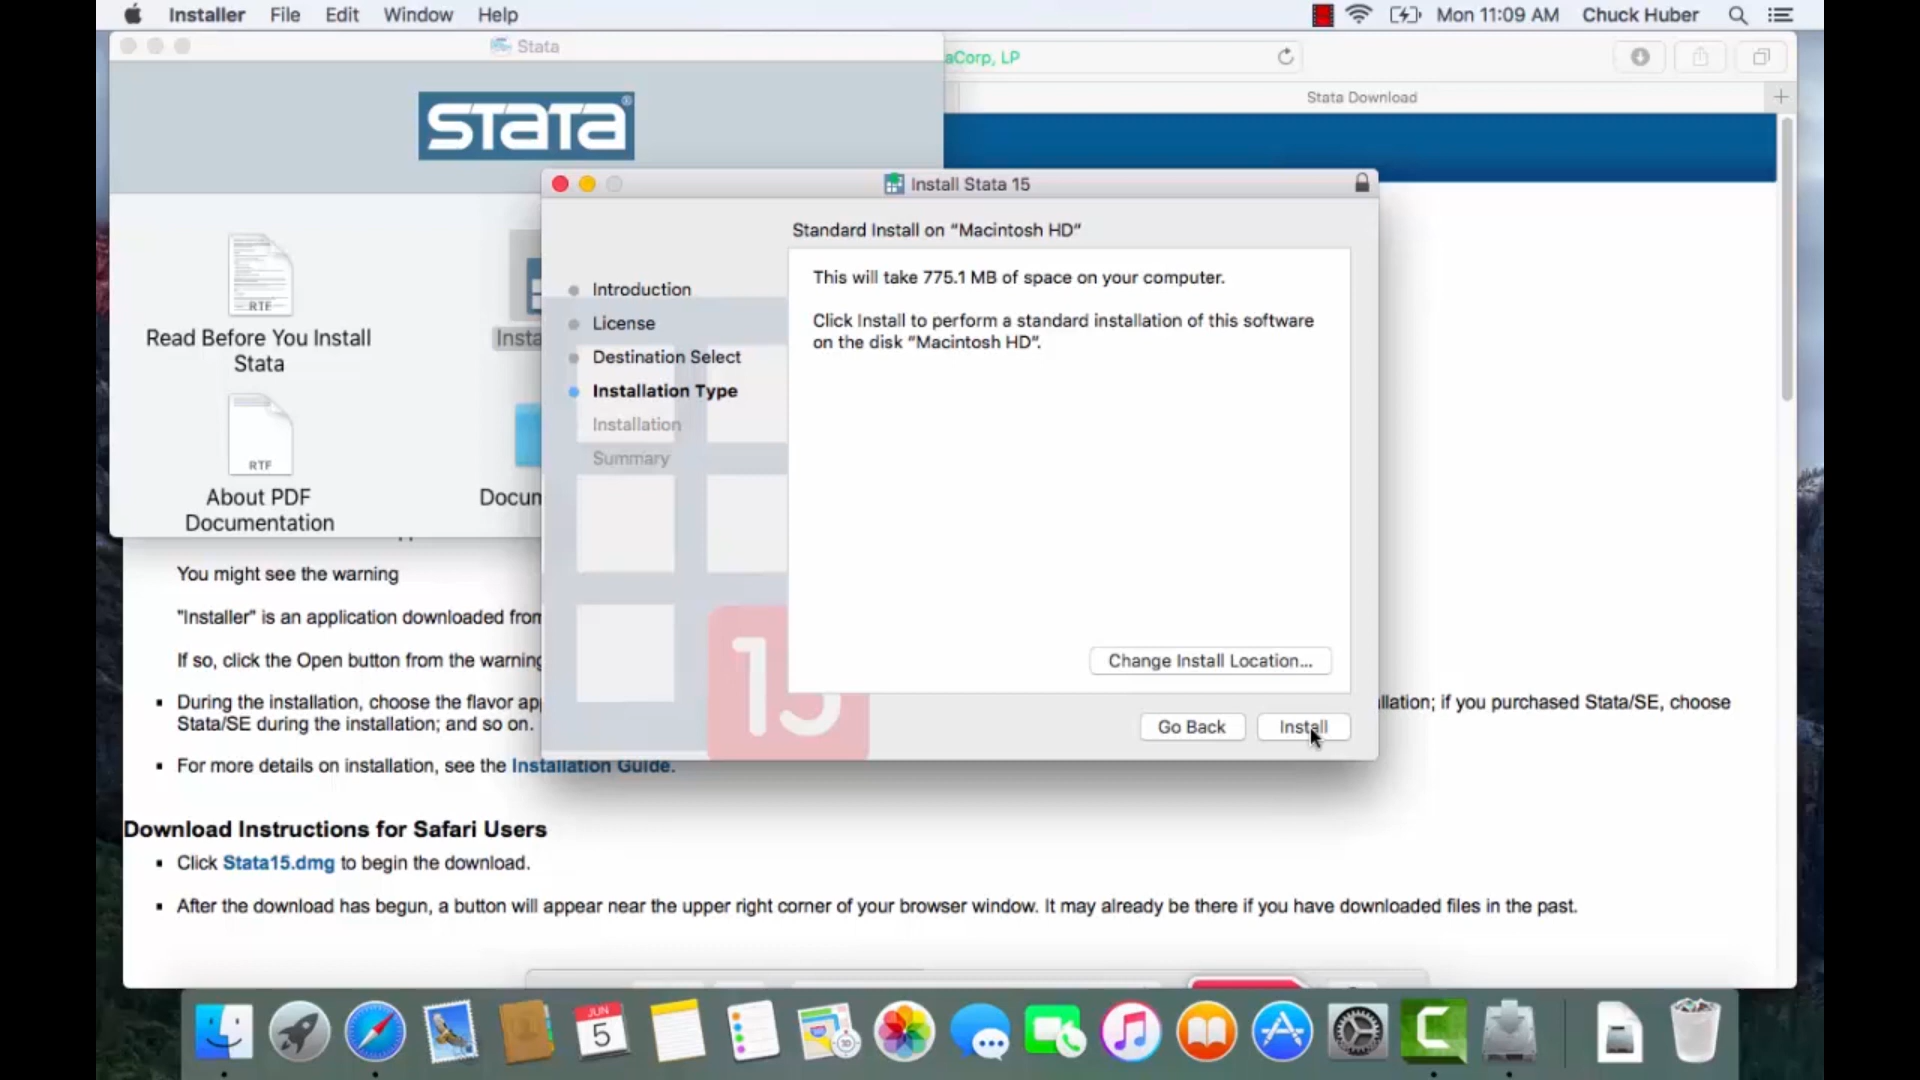 Installer File Edit Window Help Mon 11:09 AM Chuck Huber
Stata
aCorp, LP
Stata Download
stata®
Install Stata 15
Standard Install on “Macintosh HD”
This will take 775.1 MB of space on your computer.
Click Install to perform a standard installation of this software
on the disk “Macintosh HD”.
Introduction
License
Destination Select
Installation Type
Installation
Summary
15
Change Install Location...
Go Back Install
RTF
Read Before You Install
Stata
Insta
RTF
About PDF
Documentation
Docum
You might see the warning
"Installer" is an application downloaded from
If so, click the Open button from the warning
During the installation, choose the flavor ap
llation; if you purchased Stata/SE, choose
Stata/SE during the installation; and so on.
For more details on installation, see the Installation Guide.
Download Instructions for Safari Users
Click Stata15.dmg to begin the download.
After the download has begun, a button will appear near the upper right corner of your browser window. It may already be there if you have downloaded files in the past.
JUN
5
3D